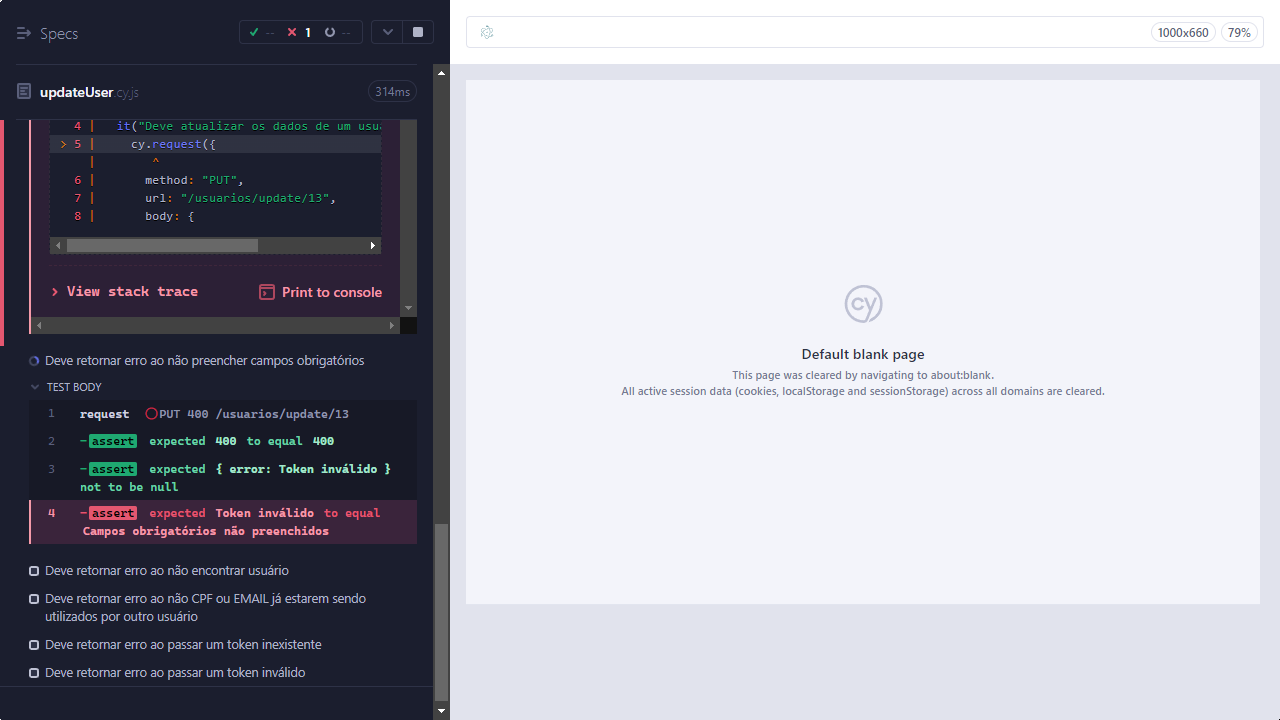 Specs
-- 1 --
1000x660 79%
updateUser.cy.js 314ms
4 | it("Deve atualizar os dados de um usu
> 5 | cy.request({
| ^
6 | method: "PUT",
7 | url: "/usuarios/update/13",
8 | body: {
> View stack trace Print to console
Deve retornar erro ao não preencher campos obrigatórios
TEST BODY
1 request PUT 400 /usuarios/update/13
2 -assert expected 400 to equal 400
3 -assert expected { error: Token inválido }
not to be null
4 -assert expected Token inválido to equal
Campos obrigatórios não preenchidos
Deve retornar erro ao não encontrar usuário
Deve retornar erro ao não CPF ou EMAIL já estarem sendo
utilizados por outro usuário
Deve retornar erro ao passar um token inexistente
Deve retornar erro ao passar um token inválido
cy
Default blank page
This page was cleared by navigating to about:blank.
All active session data (cookies, localStorage and sessionStorage) across all domains are cleared.